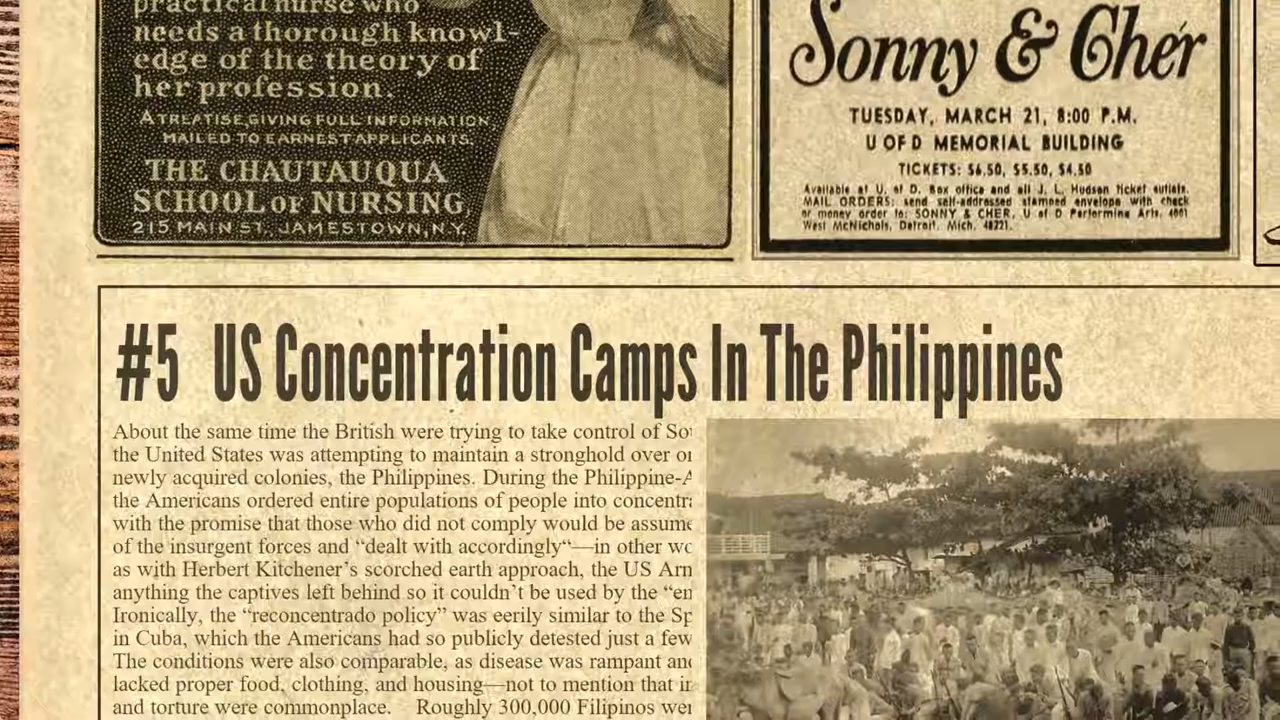 practical nurse who
needs a thorough knowl-
edge of the theory of
her profession.
A TREATISE, GIVING FULL INFORMATION
MAILED TO EARNEST APPLICANTS.
THE CHAUTAUQUA
SCHOOL OF NURSING
215 MAIN ST., JAMESTOWN, N.Y.
Sonny & Cher
TUESDAY, MARCH 21, 8:00 P.M.
U OF D MEMORIAL BUILDING
TICKETS: $6.50, $5.50, $4.50
Available at U. of D. Box office and all J. L. Hudson ticket outlets.
MAIL ORDERS: send self-addressed stamped envelope with check
or money order to: SONNY & CHER, U of D Performing Arts, 4001
West McNichols, Detroit, Mich. 48221.
#5 US Concentration Camps In The Philippines
About the same time the British were trying to take control of
the United States was attempting to maintain a stronghold over
newly acquired colonies, the Philippines. During the
the Americans ordered entire populations of people into
with the promise that those who did not comply would be
of the insurgent forces and “dealt with accordingly“—in other
as with Herbert Kitchener’s scorched earth approach, the US
anything the captives left behind so it couldn’t be used by the
Ironically, the “reconcentrado policy” was eerily similar to the
in Cuba, which the Americans had so publicly detested just a few
The conditions were also comparable, as disease was rampant
lacked proper food, clothing, and housing—not to mention that
and torture were commonplace. Roughly 300,000 Filipinos